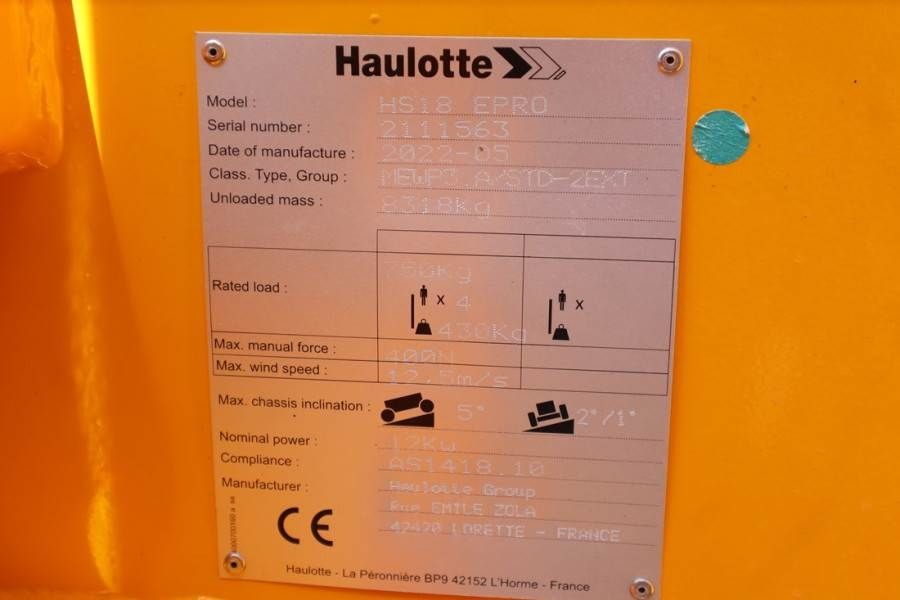 Haulotte
Model : HS18 EPRO
Serial number : 2111563
Date of manufacture : 2022-05
Class. Type, Group : MEWP3.A/STD-2EXT
Unloaded mass : 8318Kg
750Kg
Rated load : x 4 x
430Kg
Max. manual force : 400N
Max. wind speed : 12.5m/s
Max. chassis inclination : 5° 2°/1°
Nominal power : 12Kw
Compliance : AS1418.10
Manufacturer : Haulotte Group
Rue EMILE ZOLA
42420 LORETTE - FRANCE
CE
Haulotte - La Péronnière BP9 42152 L'Horme - France